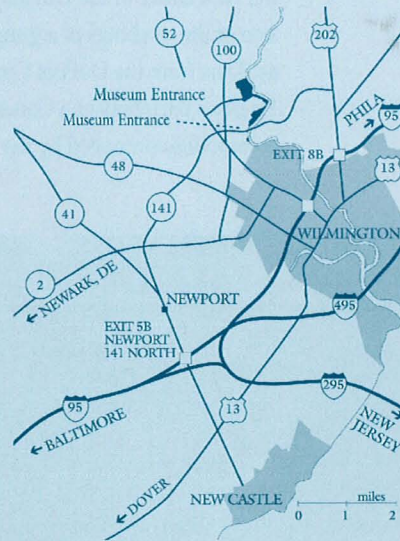 52
100
202
Museum Entrance
Museum Entrance
PHILA
95
EXIT 8B
48
13
41
141
WILMINGTON
2
NEWARK, DE
NEWPORT
495
EXIT 5B
NEWPORT
141 NORTH
95
295
BALTIMORE
13
NEW
JERSEY
DOVER
NEW CASTLE
miles
0 1 2